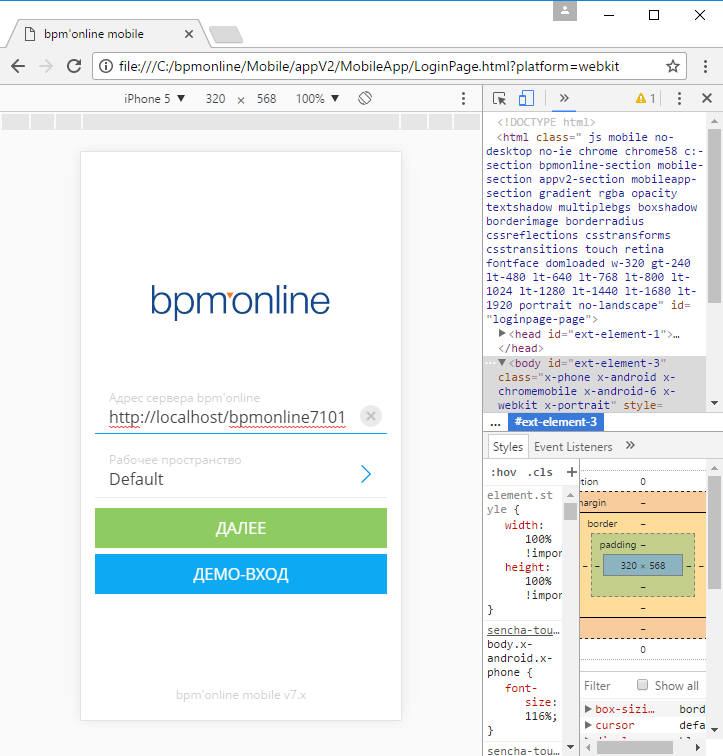 bpm'online mobile
file:///C:/bpmonline/Mobile/appV2/MobileApp/LoginPage.html?platform=webkit
iPhone 5 ▼ 320 × 568 100% ▼
1
bpm'online
Адрес сервера bpm'online
http://localhost/bpmonline7101
Рабочее пространство
Default
ДАЛЕЕ
ДЕМО-ВХОД
bpm'online mobile v7.x
<!DOCTYPE html>
<html class=" js mobile no-
desktop no-ie chrome chrome58 c:-
section bpmonline-section mobile-
section appv2-section mobileapp-
section gradient rgba opacity
textshadow multiplebgs boxshadow
borderimage borderradius
cssreflections csstransforms
csstransitions touch retina
fontface domloaded w-320 gt-240
lt-480 lt-640 lt-768 lt-800 lt-
1024 lt-1280 lt-1440 lt-1680 lt-
1920 portrait no-landscape" id=
"loginpage-page">
▶<head id="ext-element-1">…
</head>
…▼<body id="ext-element-3"
class="x-phone x-android x-
chromemobile x-android-6 x-
webkit x-portrait" style=
... #ext-element-3
Styles Event Listeners »
:hov .cls +
element.st
yle {
width:
100%
!impor
height:
100%
!impor
}
sencha-tou…
body.x-
android.x-
phone {
font-
size:
116%;
}
sencha-tou…
ition 0
margin –
border –
padding –
– – 320 × 568 – –
–
–
–
0
Filter Show all
▶ box-sizi… bord
▶ cursor defa